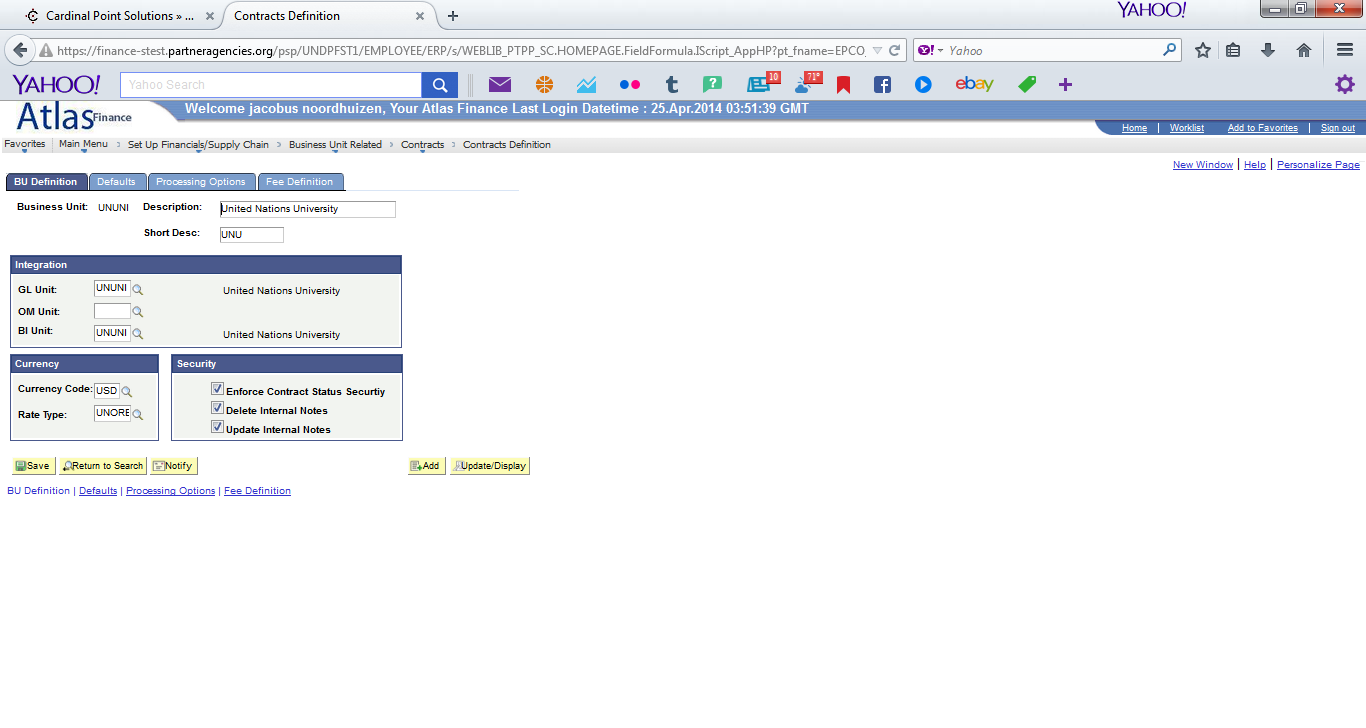 YAHOO!
Cardinal Point Solutions » ...
Contracts Definition
https://finance-stest.partneragencies.org/psp/UNDPFST1/EMPLOYEE/ERP/s/WEBLIB_PTPP_SC.HOMEPAGE.FieldFormula.IScript_AppHP?pt_fname=EPCO_
Yahoo
YAHOO!
Yahoo Search
10
71°
ebay
Atlas Finance
Welcome jacobus noordhuizen, Your Atlas Finance Last Login Datetime : 25.Apr.2014 03:51:39 GMT
Home | Worklist Add to Favorites | Sign out
Favorites Main Menu > Set Up Financials/Supply Chain > Business Unit Related > Contracts > Contracts Definition
New Window | Help | Personalize Page
BU Definition Defaults Processing Options Fee Definition
Business Unit: UNUNI Description: United Nations University
Short Desc: UNU
Integration
GL Unit: UNUNI United Nations University
OM Unit:
BI Unit: UNUNI United Nations University
Currency
Currency Code: USD
Rate Type: UNORE
Security
Enforce Contract Status Securtiy
Delete Internal Notes
Update Internal Notes
Save Return to Search Notify Add Update/Display
BU Definition | Defaults | Processing Options | Fee Definition